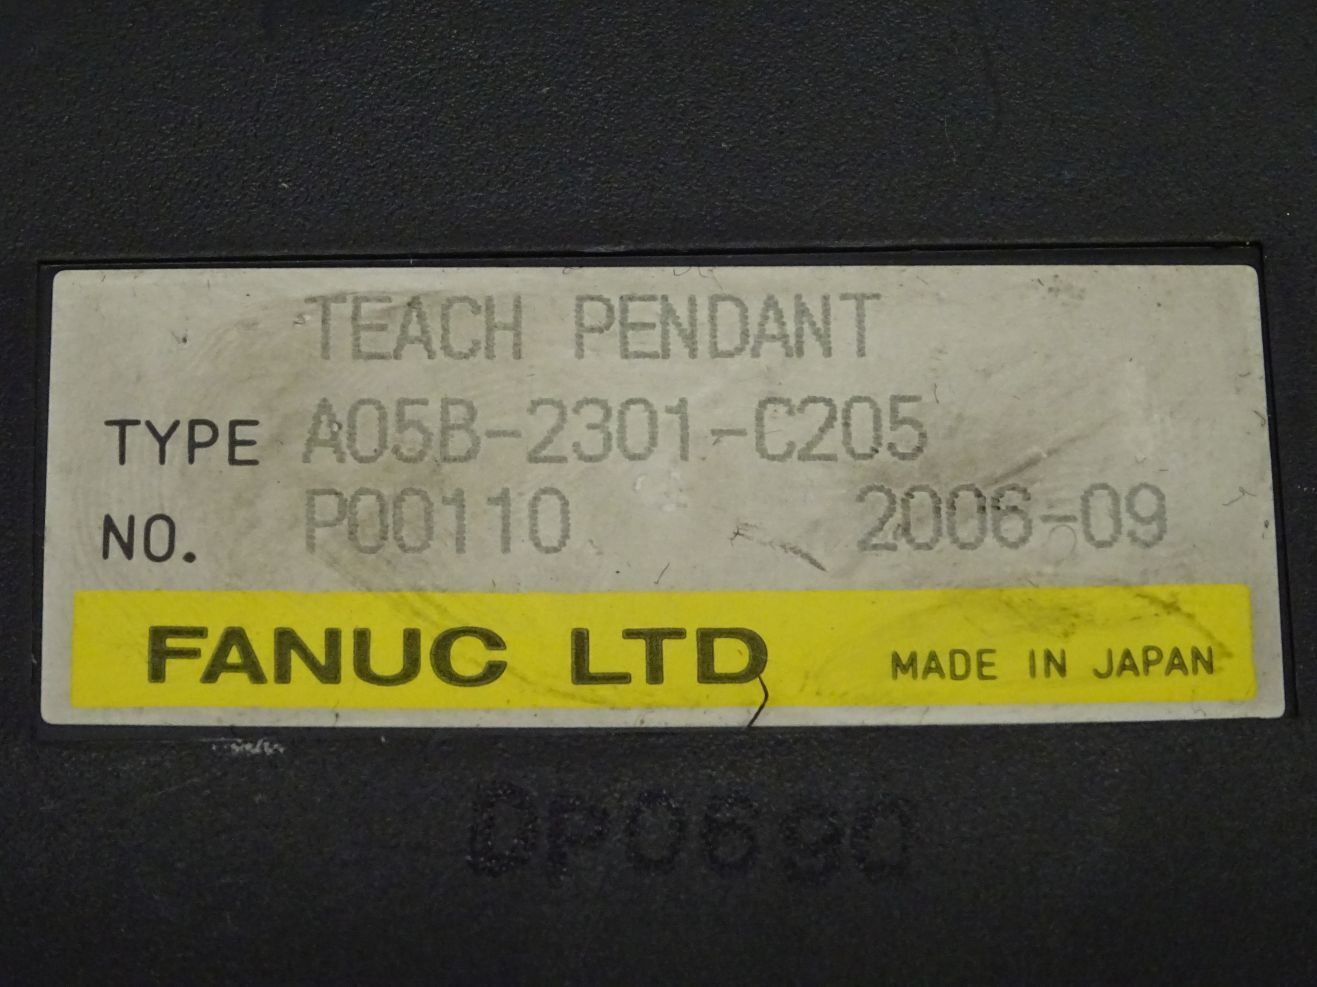 TEACH PENDANT
TYPE A05B-2301-C205
NO. P00110 2006-09
FANUC LTD MADE IN JAPAN
DP0690